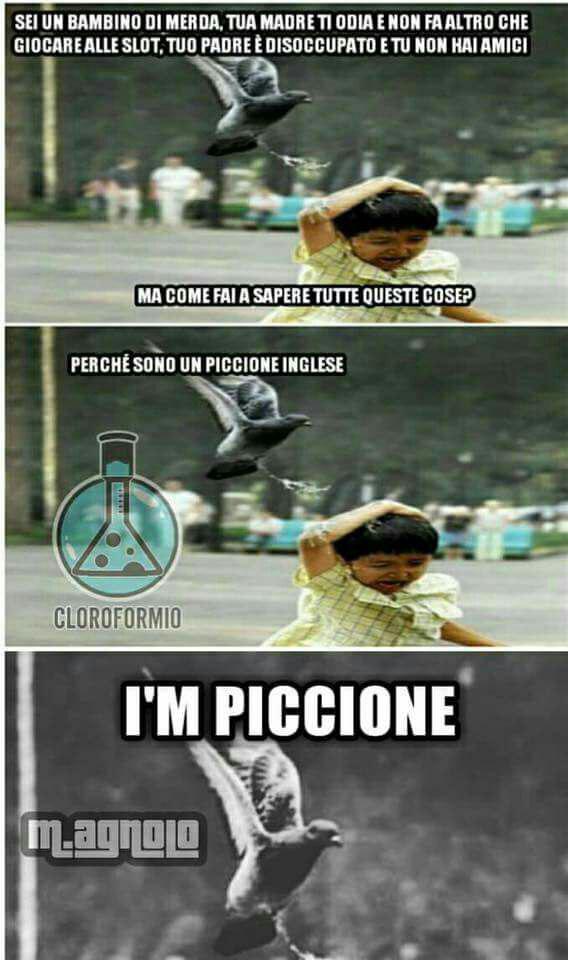 SEI UN BAMBINO DI MERDA, TUA MADRE TI ODIA E NON FA ALTRO CHE
GIOCARE ALLE SLOT, TUO PADRE È DISOCCUPATO E TU NON HAI AMICI
MA COME FAI A SAPERE TUTTE QUESTE COSE?
PERCHÉ SONO UN PICCIONE INGLESE
CLOROFORMIO
I'M PICCIONE
m.agnolo